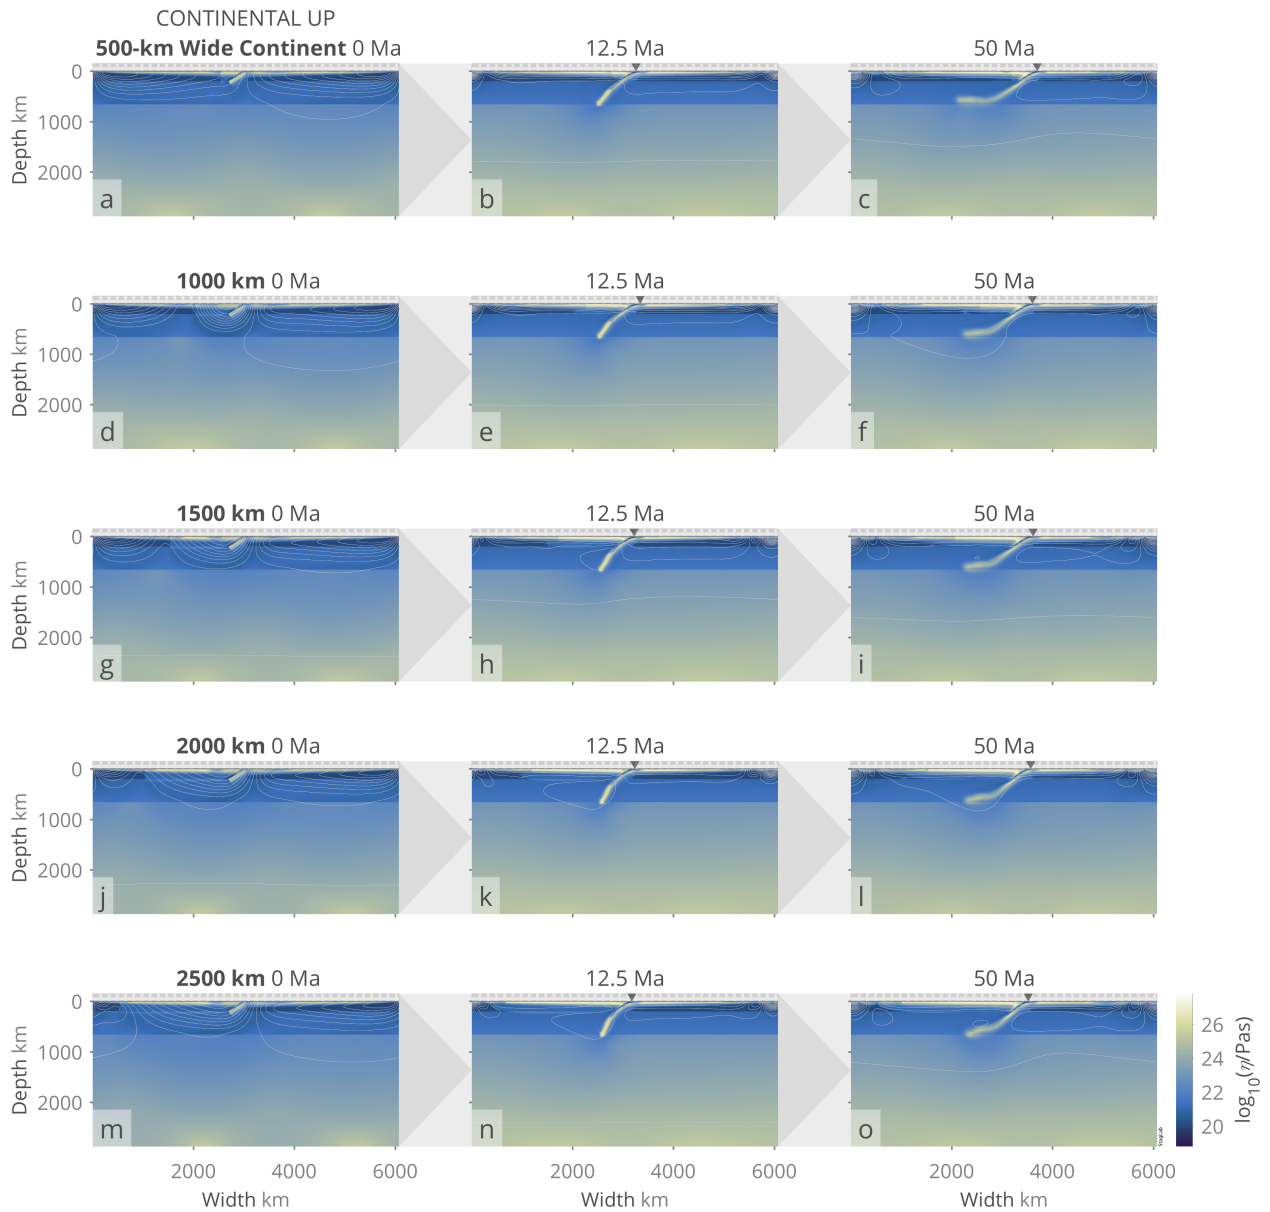 CONTINENTAL UP
500-km Wide Continent 0 Ma 12.5 Ma 50 Ma
0
1000
2000
Depth km
a b c
1000 km 0 Ma 12.5 Ma 50 Ma
0
1000
2000
Depth km
d e f
1500 km 0 Ma 12.5 Ma 50 Ma
0
1000
2000
Depth km
g h i
2000 km 0 Ma 12.5 Ma 50 Ma
0
1000
2000
Depth km
j k l
2500 km 0 Ma 12.5 Ma 50 Ma
0
1000
2000
Depth km
m n o
StagLab
26
24
22
20
log10(η/Pas)
2000 4000 6000 2000 4000 6000 2000 4000 6000
Width km Width km Width km